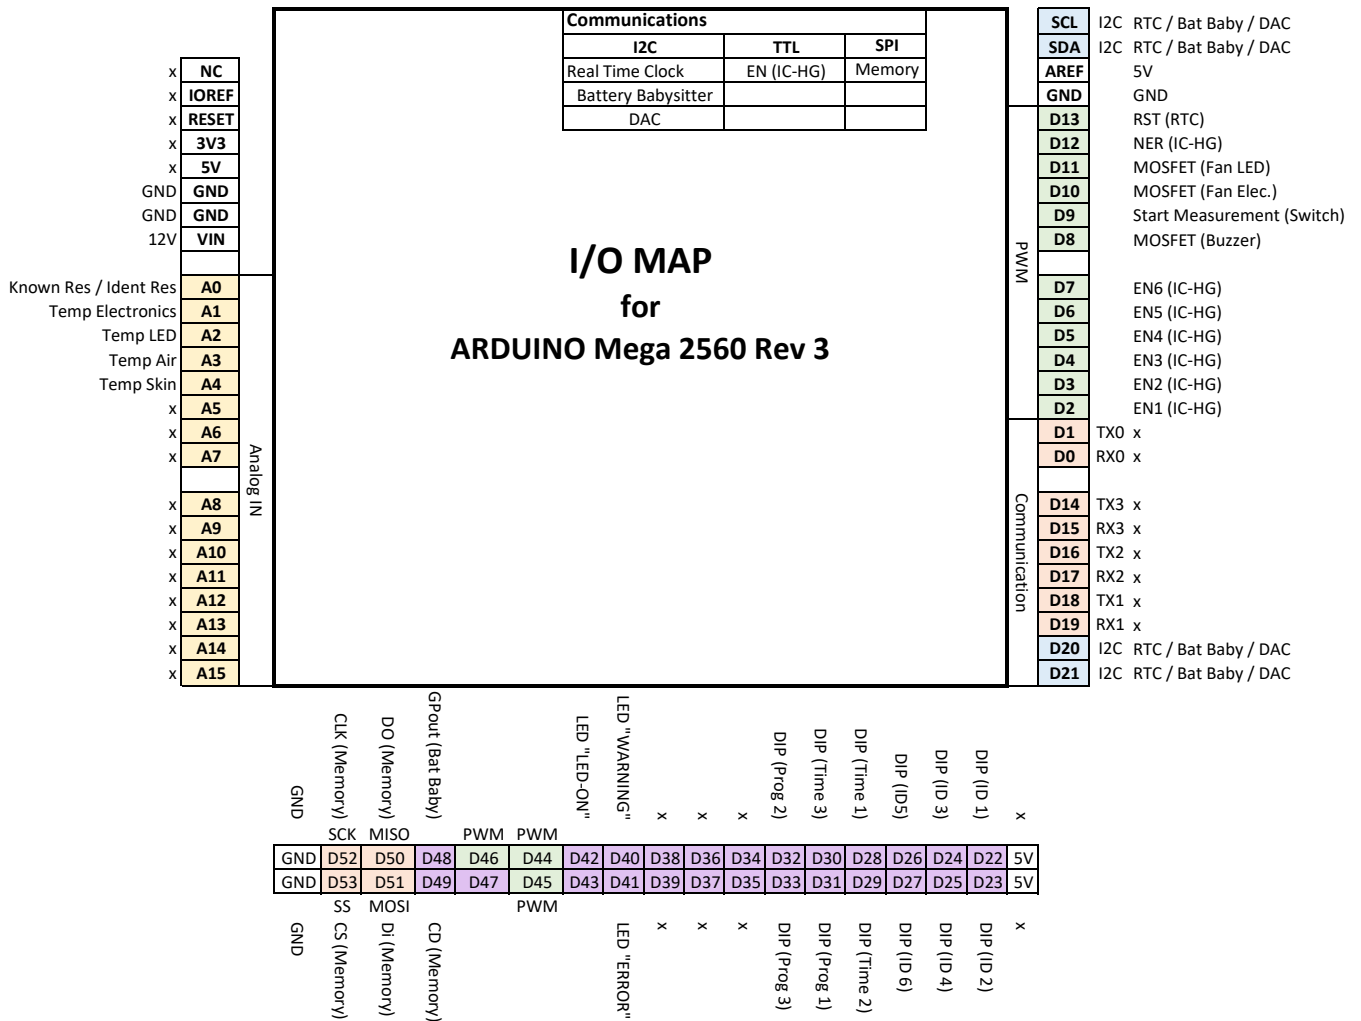 Communications
I2C TTL SPI
Real Time Clock EN (IC-HG) Memory
Battery Babysitter
DAC
I/O MAP
for
ARDUINO Mega 2560 Rev 3
x NC
x IOREF
x RESET
x 3V3
x 5V
GND GND
GND GND
12V VIN
Known Res / Ident Res A0
Temp Electronics A1
Temp LED A2
Temp Air A3
Temp Skin A4
x A5
x A6
x A7
x A8
x A9
x A10
x A11
x A12
x A13
x A14
x A15
Analog IN
SCL I2C RTC / Bat Baby / DAC
SDA I2C RTC / Bat Baby / DAC
AREF 5V
GND GND
D13 RST (RTC)
D12 NER (IC-HG)
D11 MOSFET (Fan LED)
D10 MOSFET (Fan Elec.)
D9 Start Measurement (Switch)
D8 MOSFET (Buzzer)
D7 EN6 (IC-HG)
D6 EN5 (IC-HG)
D5 EN4 (IC-HG)
D4 EN3 (IC-HG)
D3 EN2 (IC-HG)
D2 EN1 (IC-HG)
PWM
D1 TX0 x
D0 RX0 x
D14 TX3 x
D15 RX3 x
D16 TX2 x
D17 RX2 x
D18 TX1 x
D19 RX1 x
D20 I2C RTC / Bat Baby / DAC
D21 I2C RTC / Bat Baby / DAC
Communication
GND
CLK (Memory)
DO (Memory)
GPout (Bat Baby)
LED "LED-ON"
LED "WARNING"
x
x
x
DIP (Prog 2)
DIP (Time 3)
DIP (Time 1)
DIP (ID5)
DIP (ID 3)
DIP (ID 1)
x
SCK MISO PWM PWM
GND D52 D50 D48 D46 D44 D42 D40 D38 D36 D34 D32 D30 D28 D26 D24 D22 5V
GND D53 D51 D49 D47 D45 D43 D41 D39 D37 D35 D33 D31 D29 D27 D25 D23 5V
SS MOSI PWM
GND
CS (Memory)
Di (Memory)
CD (Memory)
LED "ERROR"
x
x
x
DIP (Prog 3)
DIP (Prog 1)
DIP (Time 2)
DIP (ID 6)
DIP (ID 4)
DIP (ID 2)
x